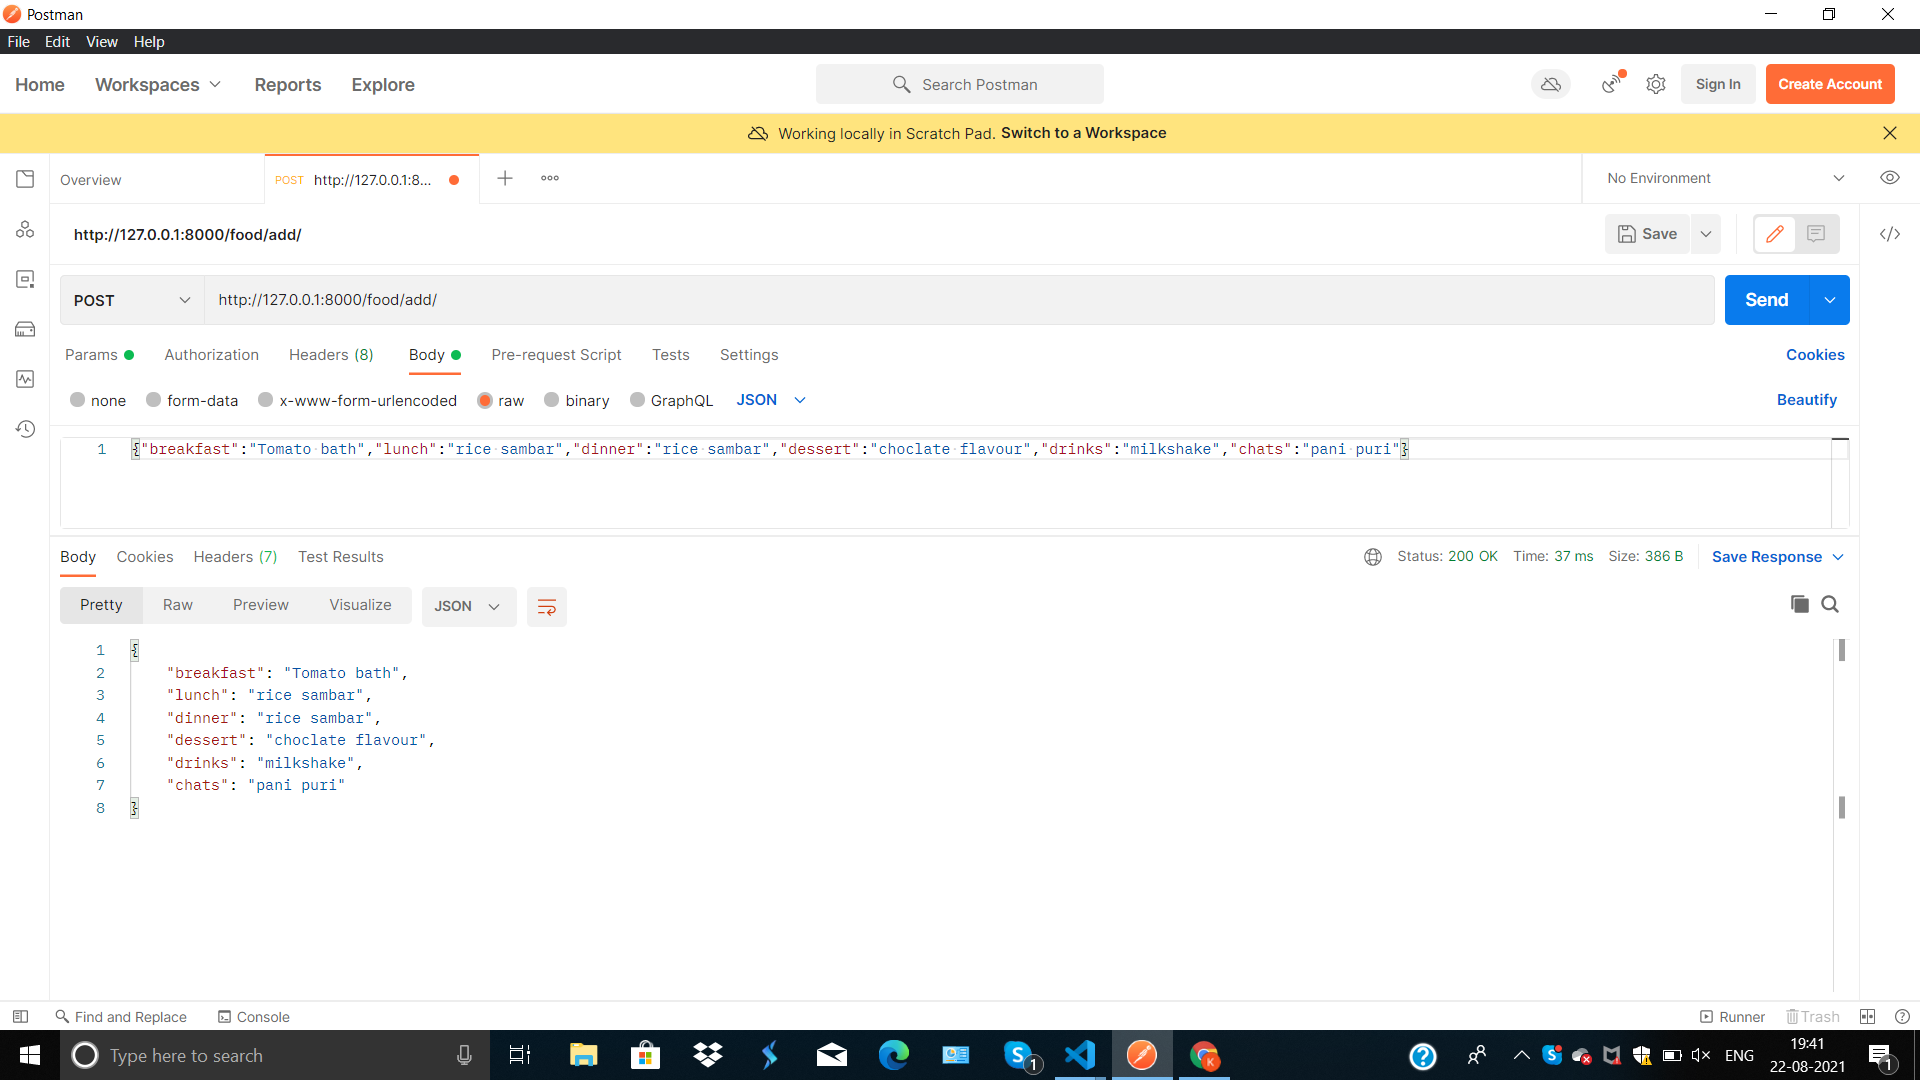 Postman
File Edit View Help
Home Workspaces Reports Explore Search Postman Sign In Create Account
Working locally in Scratch Pad. Switch to a Workspace
Overview POST http://127.0.0.1:8... No Environment
http://127.0.0.1:8000/food/add/ Save
POST http://127.0.0.1:8000/food/add/ Send
Params Authorization Headers (8) Body Pre-request Script Tests Settings Cookies
none form-data x-www-form-urlencoded raw binary GraphQL JSON Beautify
1 {"breakfast":"Tomato bath","lunch":"rice sambar","dinner":"rice sambar","dessert":"choclate flavour","drinks":"milkshake","chats":"pani puri"}
Body Cookies Headers (7) Test Results Status: 200 OK Time: 37 ms Size: 386 B Save Response
Pretty Raw Preview Visualize JSON
1 {
2 "breakfast": "Tomato bath",
3 "lunch": "rice sambar",
4 "dinner": "rice sambar",
5 "dessert": "choclate flavour",
6 "drinks": "milkshake",
7 "chats": "pani puri"
8 }
Find and Replace Console Runner Trash
Type here to search 1 ENG 19:41
22-08-2021 1